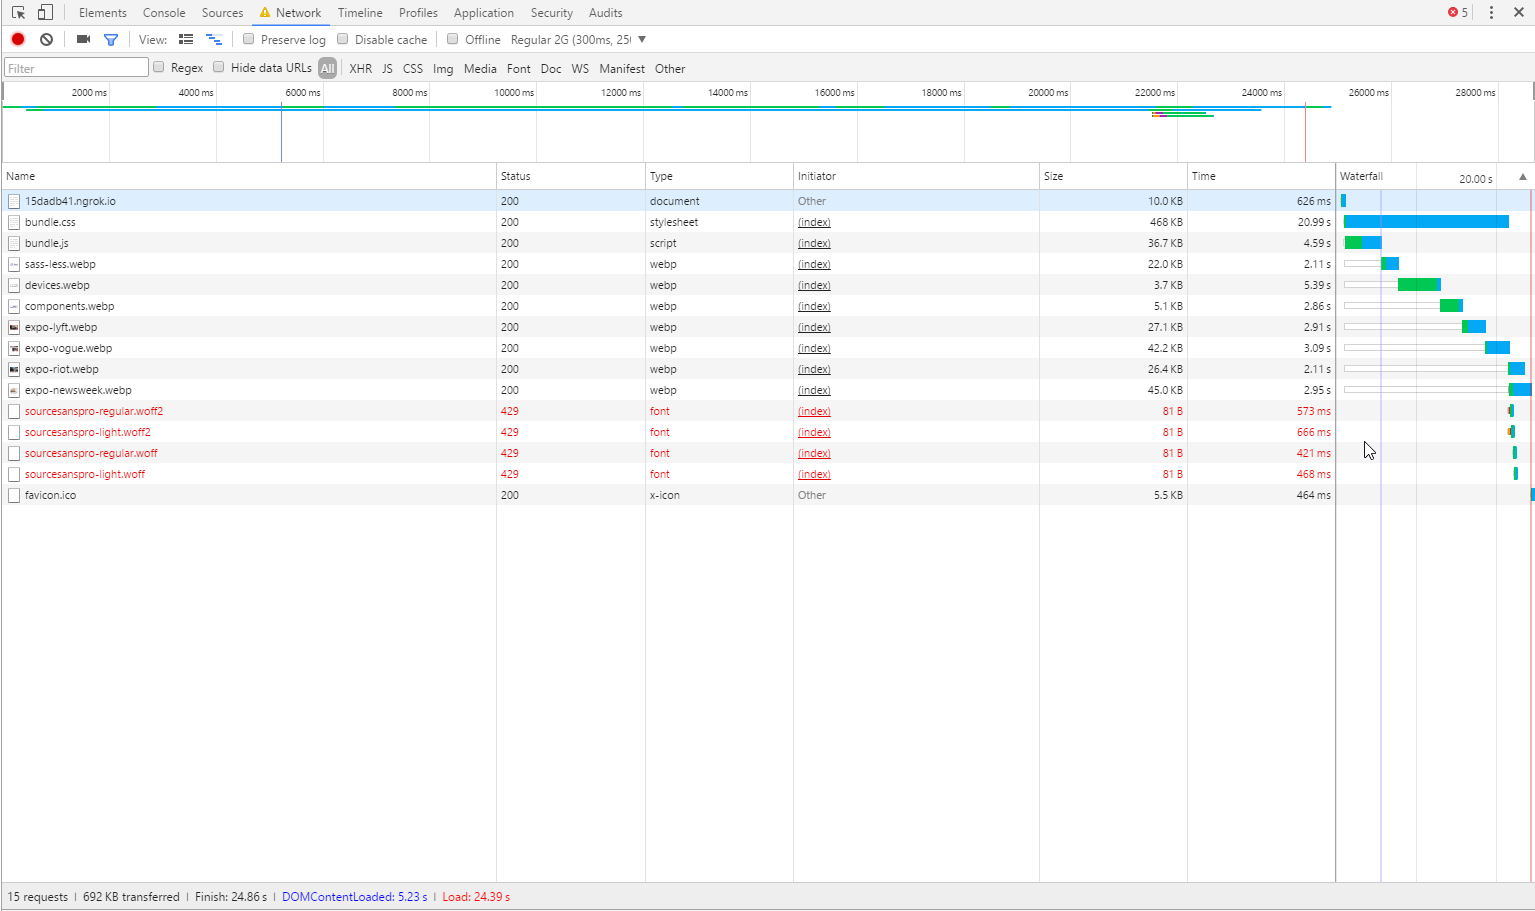 Elements Console Sources Network Timeline Profiles Application Security Audits 5
View: Preserve log Disable cache Offline Regular 2G (300ms, 25
Filter Regex Hide data URLs All XHR JS CSS Img Media Font Doc WS Manifest Other
2000 ms 4000 ms 6000 ms 8000 ms 10000 ms 12000 ms 14000 ms 16000 ms 18000 ms 20000 ms 22000 ms 24000 ms 26000 ms 28000 ms
Name Status Type Initiator Size Time Waterfall 20.00 s
15dadb41.ngrok.io 200 document Other 10.0 KB 626 ms
bundle.css 200 stylesheet (index) 468 KB 20.99 s
bundle.js 200 script (index) 36.7 KB 4.59 s
sass-less.webp 200 webp (index) 22.0 KB 2.11 s
devices.webp 200 webp (index) 3.7 KB 5.39 s
components.webp 200 webp (index) 5.1 KB 2.86 s
expo-lyft.webp 200 webp (index) 27.1 KB 2.91 s
expo-vogue.webp 200 webp (index) 42.2 KB 3.09 s
expo-riot.webp 200 webp (index) 26.4 KB 2.11 s
expo-newsweek.webp 200 webp (index) 45.0 KB 2.95 s
sourcesanspro-regular.woff2 429 font (index) 81 B 573 ms
sourcesanspro-light.woff2 429 font (index) 81 B 666 ms
sourcesanspro-regular.woff 429 font (index) 81 B 421 ms
sourcesanspro-light.woff 429 font (index) 81 B 468 ms
favicon.ico 200 x-icon Other 5.5 KB 464 ms
15 requests | 692 KB transferred | Finish: 24.86 s | DOMContentLoaded: 5.23 s | Load: 24.39 s